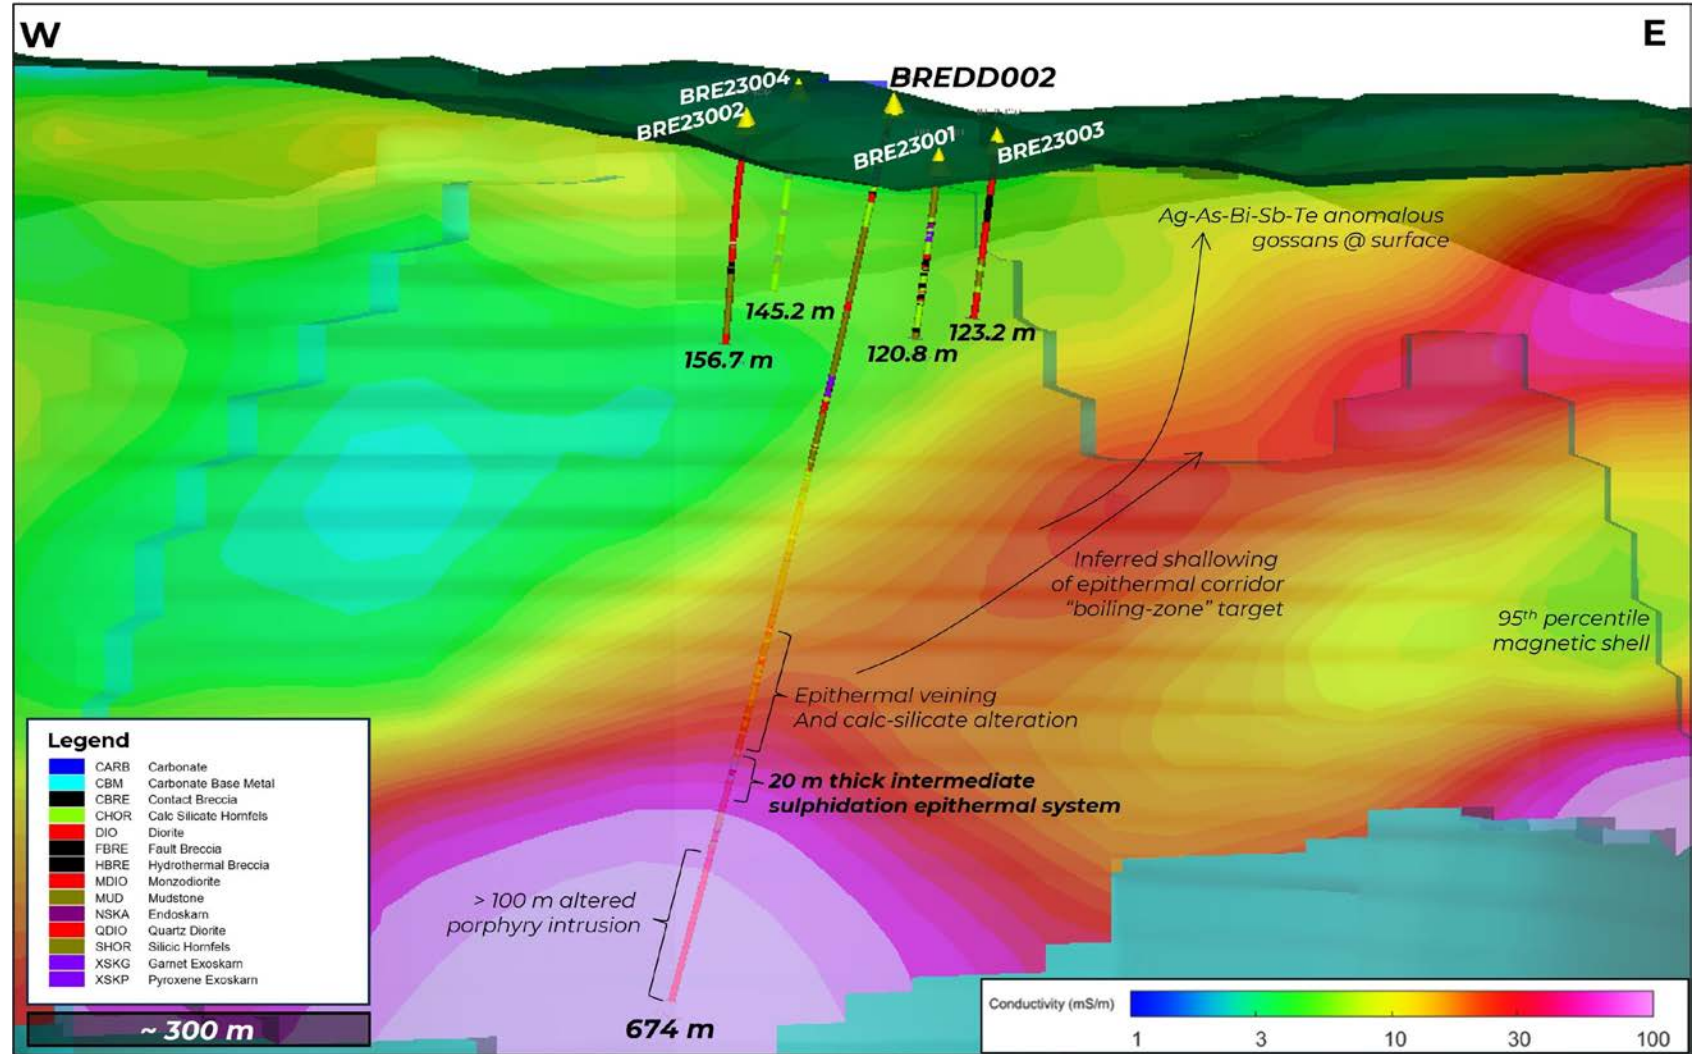 W
E
BRE23004
BREDD002
BRE23002
BRE23001
BRE23003
Ag-As-Bi-Sb-Te anomalous
gossans @ surface
145.2 m
156.7 m
120.8 m
123.2 m
Inferred shallowing
of epithermal corridor
"boiling-zone" target
95th percentile
magnetic shell
Epithermal veining
And calc-silicate alteration
20 m thick intermediate
sulphidation epithermal system
> 100 m altered
porphyry intrusion
674 m
Legend
CARB Carbonate
CBM Carbonate Base Metal
CBRE Contact Breccia
CHOR Calc Silicate Hornfels
DIO Diorite
FBRE Fault Breccia
HBRE Hydrothermal Breccia
MDIO Monzodiorite
MUD Mudstone
NSKA Endoskarn
QDIO Quartz Diorite
SHOR Silicic Hornfels
XSKG Garnet Exoskarn
XSKP Pyroxene Exoskarn
~ 300 m
Conductivity (mS/m)
1 3 10 30 100